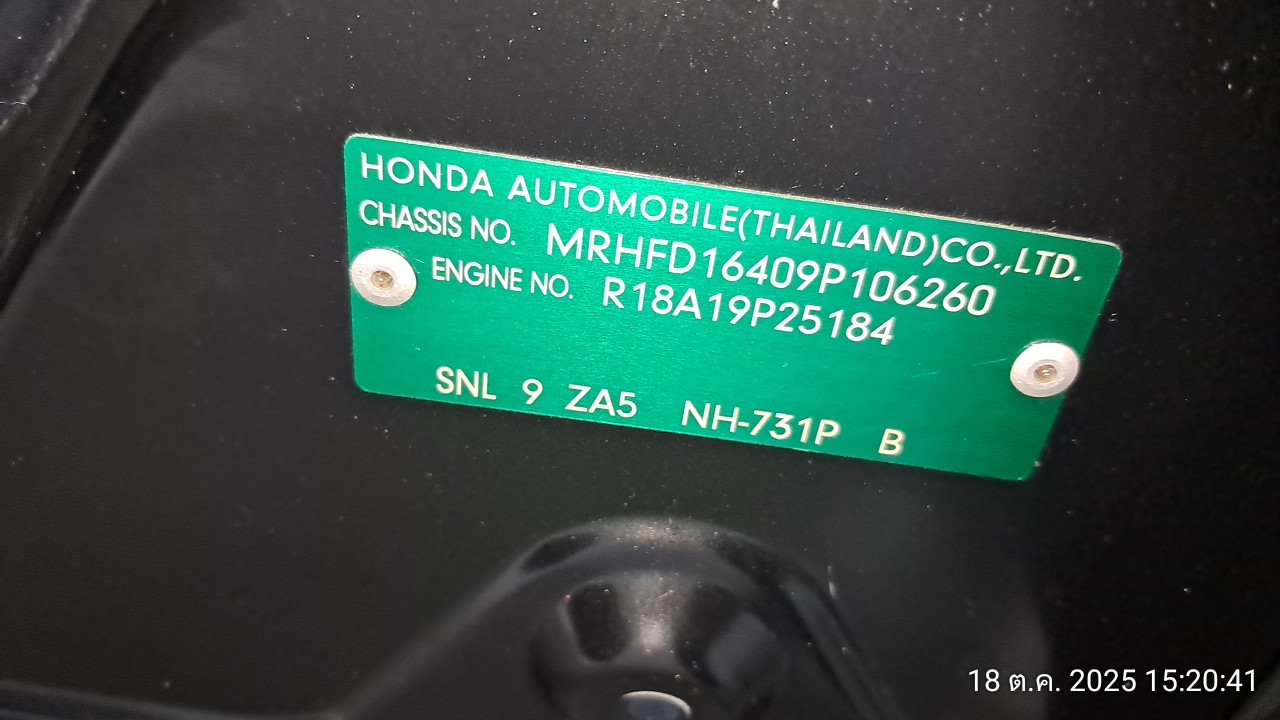 HONDA AUTOMOBILE(THAILAND)CO.,LTD.
CHASSIS NO. MRHFD16409P106260
ENGINE NO. R18A19P25184
SNL 9 ZA5 NH-731P B
18 ต.ค. 2025 15:20:41